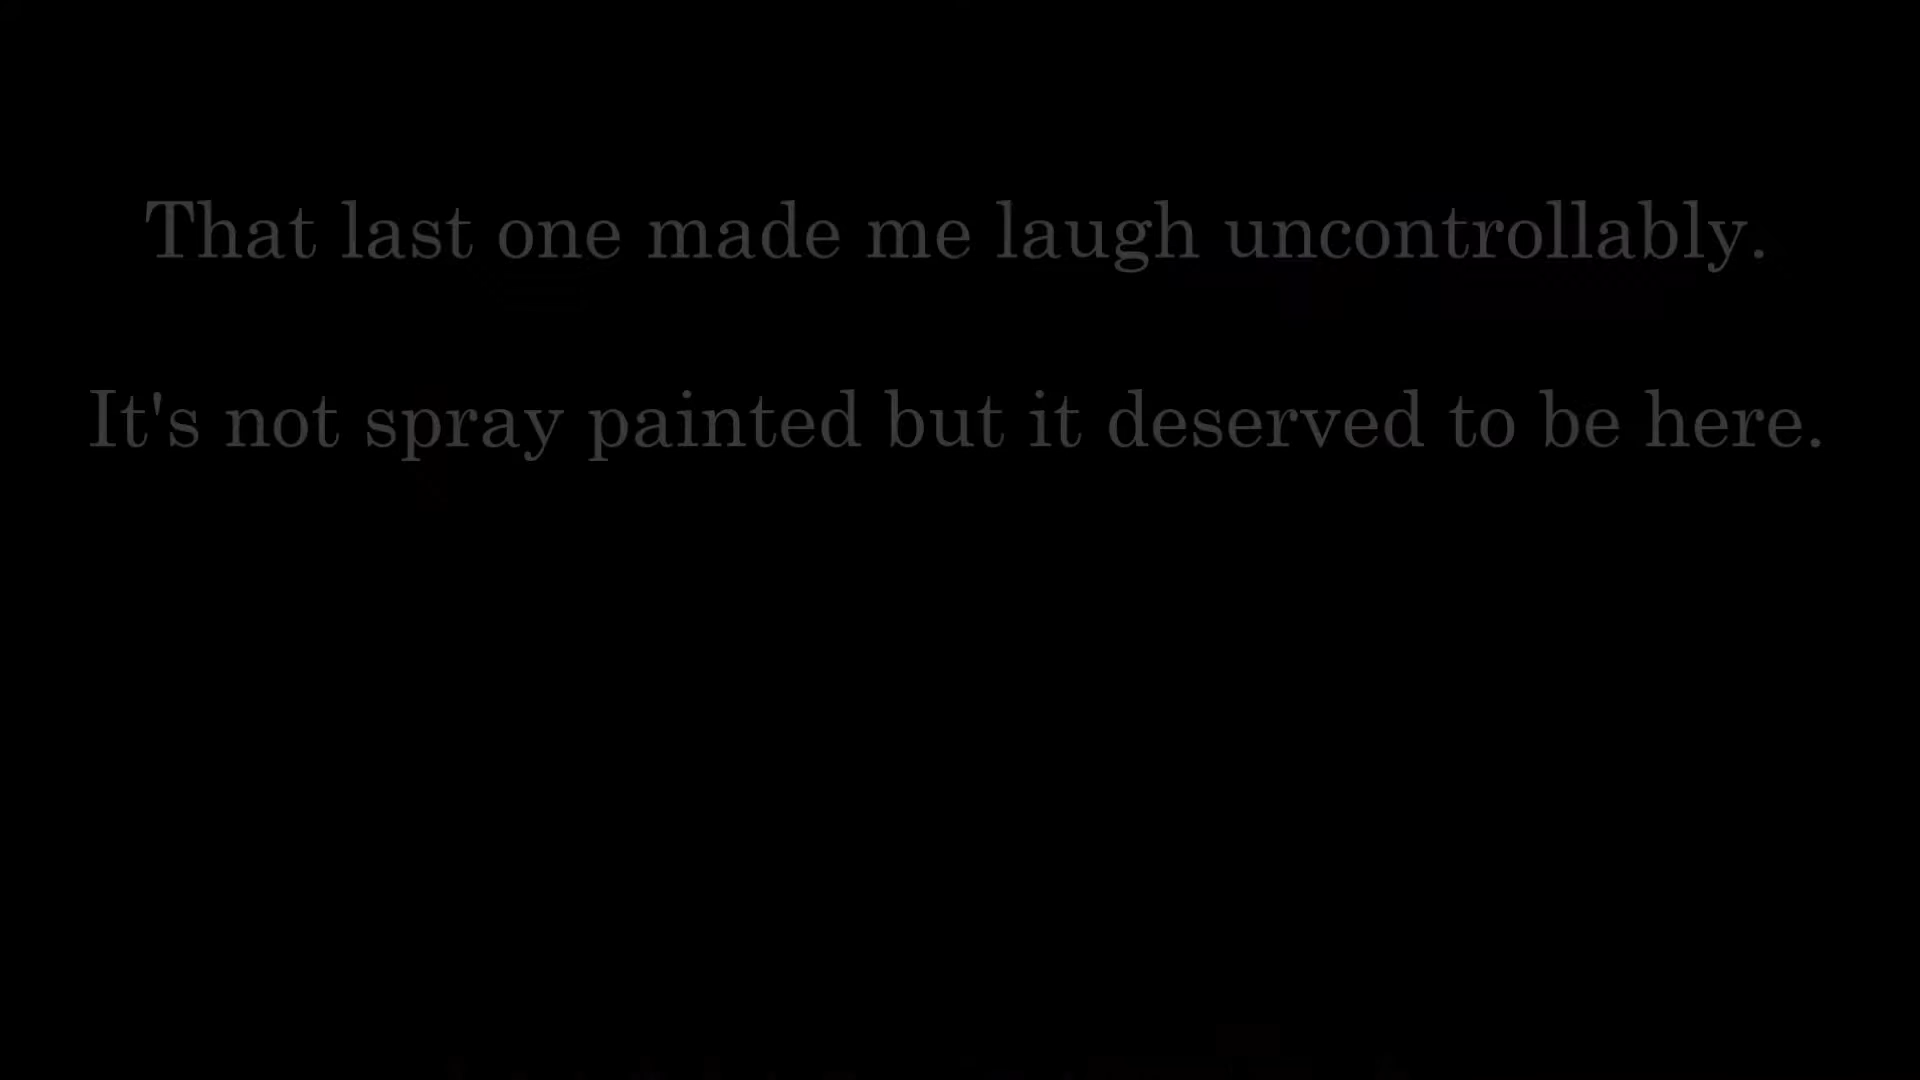 That last one made me laugh uncontrollably.
It's not spray painted but it deserved to be here.